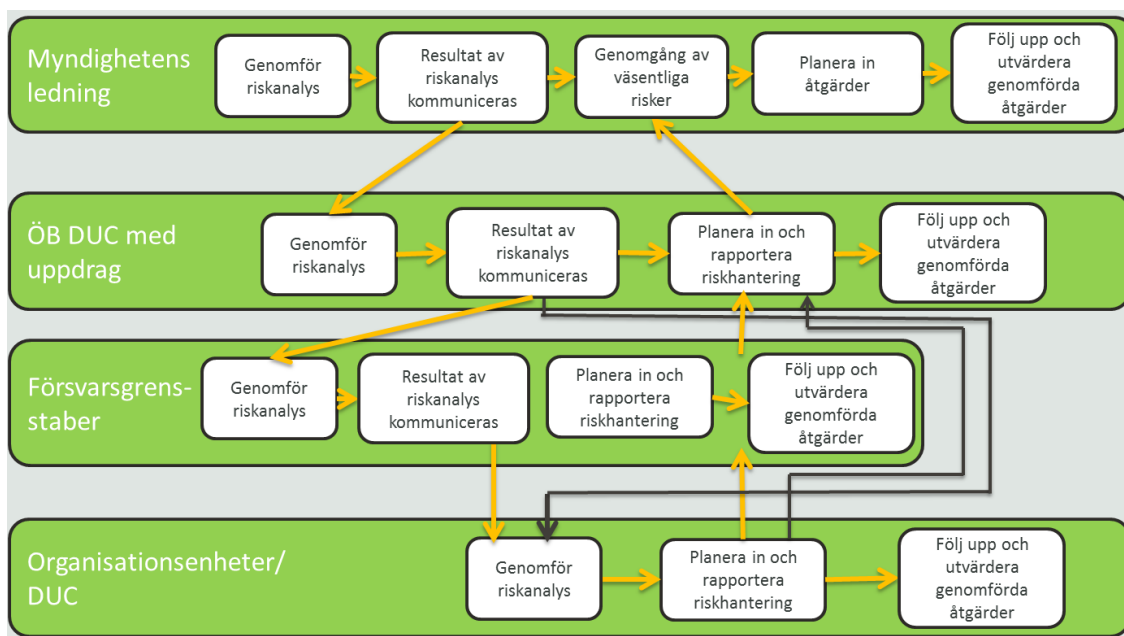 Myndighetens
ledning
Genomför
riskanalys
Resultat av
riskanalys
kommuniceras
Genomgång av
väsentliga
risker
Planera in
åtgärder
Följ upp och
utvärdera
genomförda
åtgärder
ÖB DUC med
uppdrag
Genomför
riskanalys
Resultat av
riskanalys
kommuniceras
Planera in och
rapportera
riskhantering
Följ upp och
utvärdera
genomförda
åtgärder
Försvarsgrens-
staber
Genomför
riskanalys
Resultat av
riskanalys
kommuniceras
Planera in och
rapportera
riskhantering
Följ upp och
utvärdera
genomförda
åtgärder
Organisationsenheter/
DUC
Genomför
riskanalys
Planera in och
rapportera
riskhantering
Följ upp och
utvärdera
genomförda
åtgärder